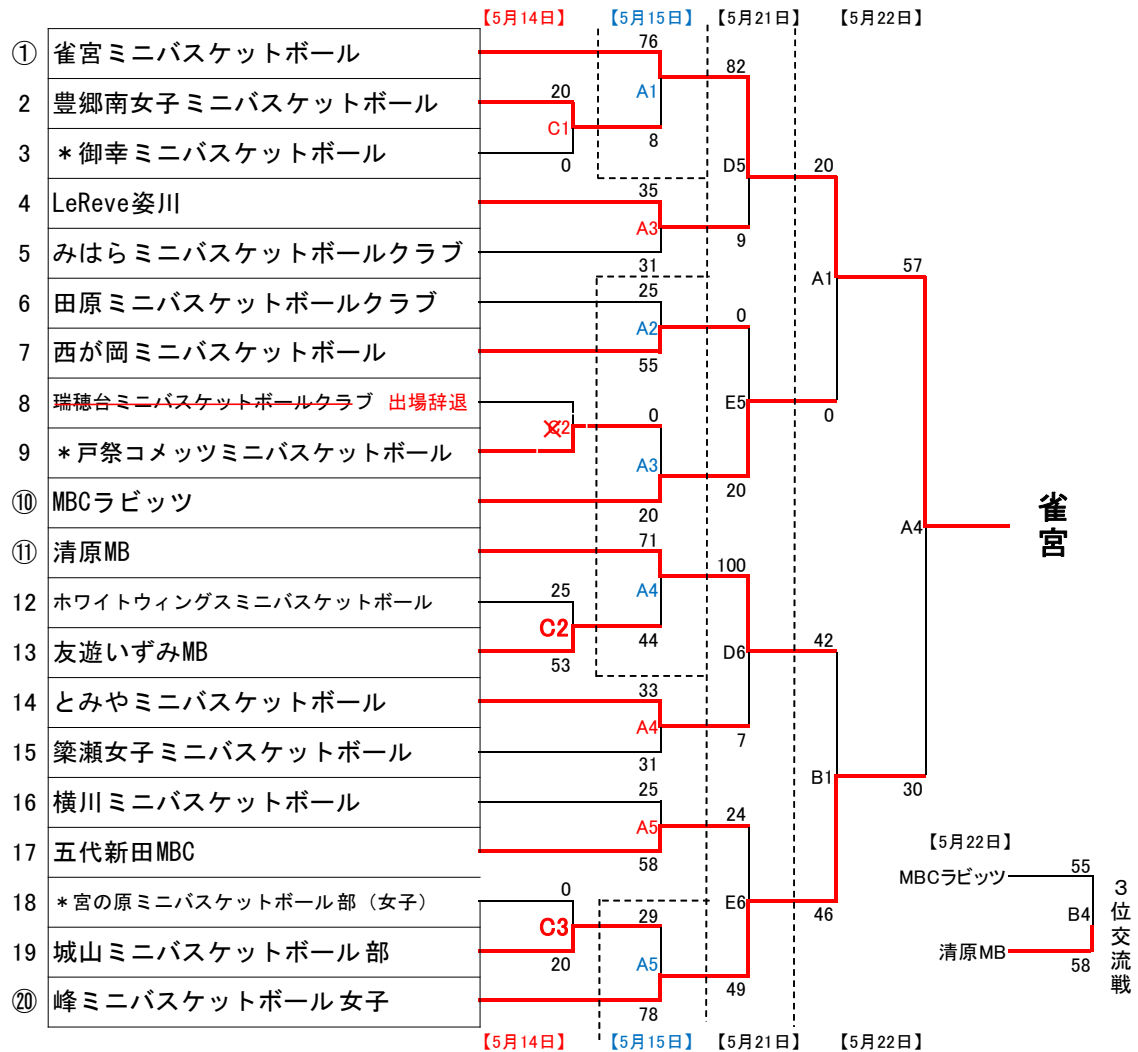 【5月14日】 【5月15日】 【5月21日】 【5月22日】
① 雀宮ミニバスケットボール
2 豊郷南女子ミニバスケットボール
3 *御幸ミニバスケットボール
4 LeReve姿川
5 みはらミニバスケットボールクラブ
6 田原ミニバスケットボールクラブ
7 西が岡ミニバスケットボール
8 瑞穂台ミニバスケットボールクラブ 出場辞退
9 *戸祭コメッツミニバスケットボール
⑩ MBCラビッツ
⑪ 清原MB
12 ホワイトウィングスミニバスケットボール
13 友遊いずみMB
14 とみやミニバスケットボール
15 簗瀬女子ミニバスケットボール
16 横川ミニバスケットボール
17 五代新田MBC
18 *宮の原ミニバスケットボール部(女子)
19 城山ミニバスケットボール部
⑳ 峰ミニバスケットボール女子
20
C1
0
C2
25
C2
53
0
C3
20
76
A1
8
35
A3
31
25
A2
55
0
A3
20
71
A4
44
33
A4
31
25
A5
58
29
A5
78
82
D5
9
0
E5
20
100
D6
7
24
E6
49
20
A1
0
42
B1
46
57
A4
30
雀宮
【5月22日】
MBCラビッツ 55
B4
清原MB 58
3位交流戦
【5月14日】 【5月15日】 【5月21日】 【5月22日】